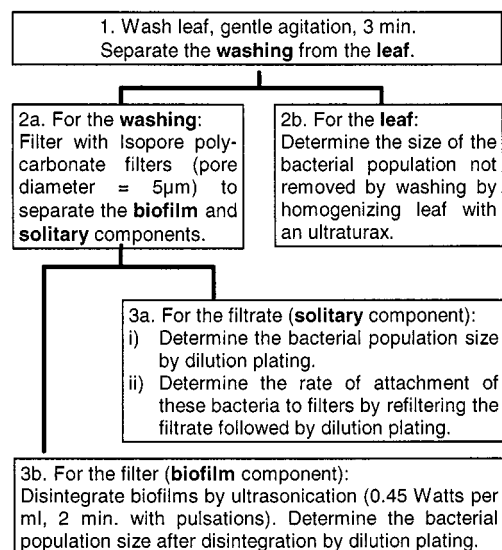 1. Wash leaf, gentle agitation, 3 min.
Separate the washing from the leaf.
2a. For the washing:
Filter with Isopore poly-
carbonate filters (pore
diameter = 5µm) to
separate the biofilm and
solitary components.
2b. For the leaf:
Determine the size of the
bacterial population not
removed by washing by
homogenizing leaf with
an ultraturax.
3a. For the filtrate (solitary component):
i) Determine the bacterial population size
by dilution plating.
ii) Determine the rate of attachment of
these bacteria to filters by refiltering the
filtrate followed by dilution plating.
3b. For the filter (biofilm component):
Disintegrate biofilms by ultrasonication (0.45 Watts per
ml, 2 min. with pulsations). Determine the bacterial
population size after disintegration by dilution plating.